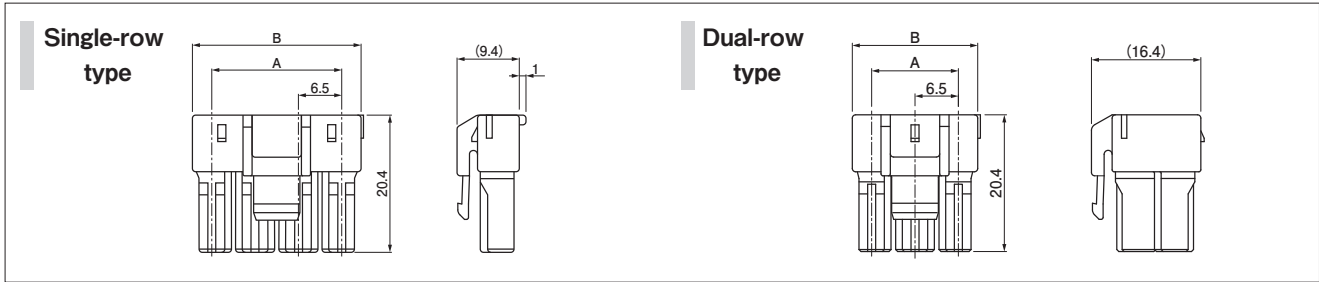 Single-row
type
B
A
6.5
20.4
(9.4)
1
Dual-row
type
B
A
6.5
20.4
(16.4)